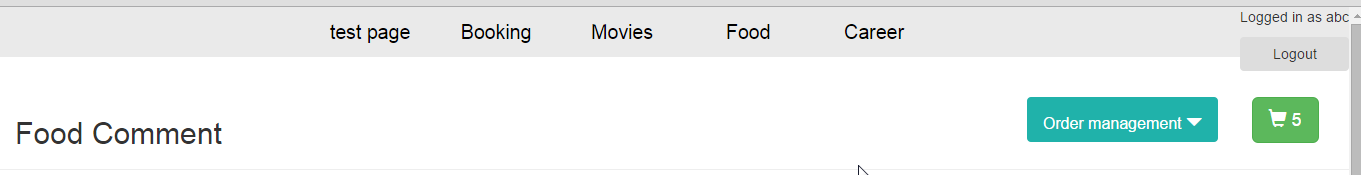 Logged in as abc
test page Booking Movies Food Career
Logout
Order management 5
Food Comment